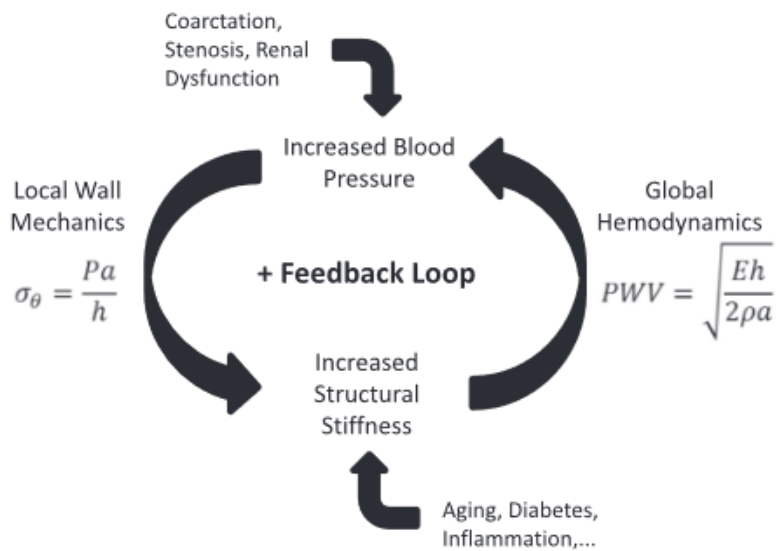 Coarctation,
Stenosis, Renal
Dysfunction
Increased Blood
Pressure
Local Wall
Mechanics
σ_θ = Pa/h
+ Feedback Loop
Global
Hemodynamics
PWV = √(Eh/2ρa)
Increased
Structural
Stiffness
Aging, Diabetes,
Inflammation,...